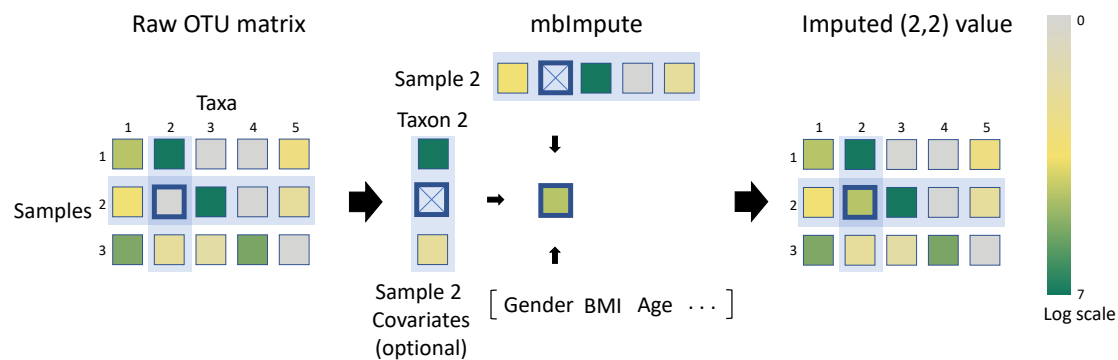 Raw OTU matrix
mbImpute
Imputed (2,2) value
0
Sample 2
Taxa
Taxon 2
1 2 3 4 5
1 2 3 4 5
1
1
Samples
2
2
3
3
Sample 2
Covariates
(optional)
[ Gender BMI Age ... ]
7
Log scale